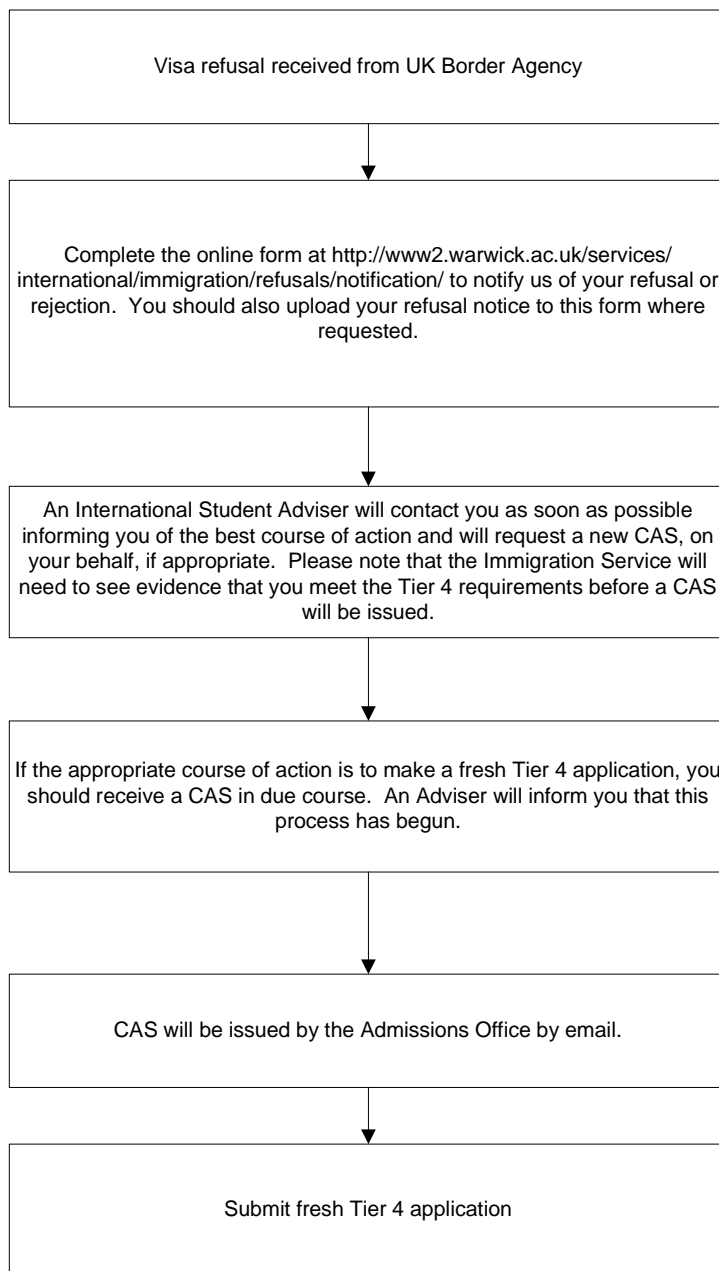 Visa refusal received from UK Border Agency
Complete the online form at http://www2.warwick.ac.uk/services/
international/immigration/refusals/notification/ to notify us of your refusal or
rejection.  You should also upload your refusal notice to this form where
requested.
An International Student Adviser will contact you as soon as possible
informing you of the best course of action and will request a new CAS, on
your behalf, if appropriate.  Please note that the Immigration Service will
need to see evidence that you meet the Tier 4 requirements before a CAS
will be issued.
If the appropriate course of action is to make a fresh Tier 4 application, you
should receive a CAS in due course.  An Adviser will inform you that this
process has begun.
CAS will be issued by the Admissions Office by email.
Submit fresh Tier 4 application